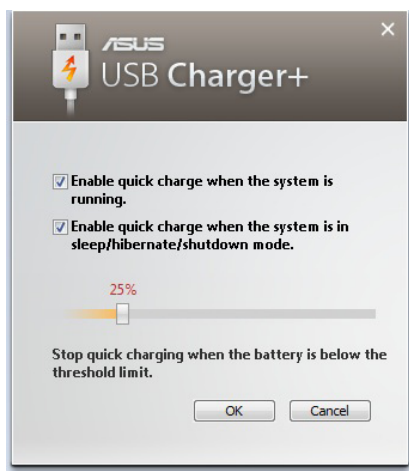 ASUS
USB Charger+
Enable quick charge when the system is
running.
Enable quick charge when the system is in
sleep/hibernate/shutdown mode.
25%
Stop quick charging when the battery is below the
threshold limit.
OK Cancel